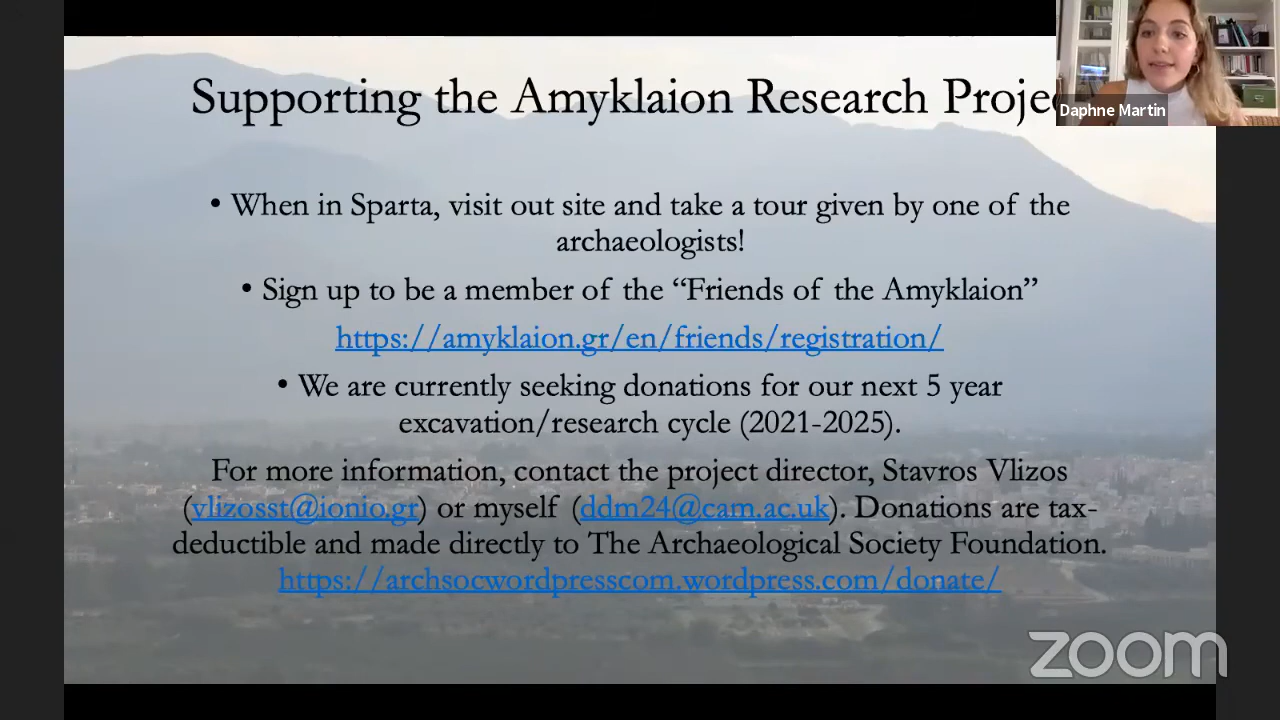 Supporting the Amyklaion Research Proje
Daphne Martin
• When in Sparta, visit out site and take a tour given by one of the
archaeologists!
• Sign up to be a member of the “Friends of the Amyklaion”
https://amyklaion.gr/en/friends/registration/
• We are currently seeking donations for our next 5 year
excavation/research cycle (2021-2025).
For more information, contact the project director, Stavros Vlizos
(vlizosst@ionio.gr) or myself (ddm24@cam.ac.uk). Donations are tax-
deductible and made directly to The Archaeological Society Foundation.
https://archsocwordpresscom.wordpress.com/donate/
zoom